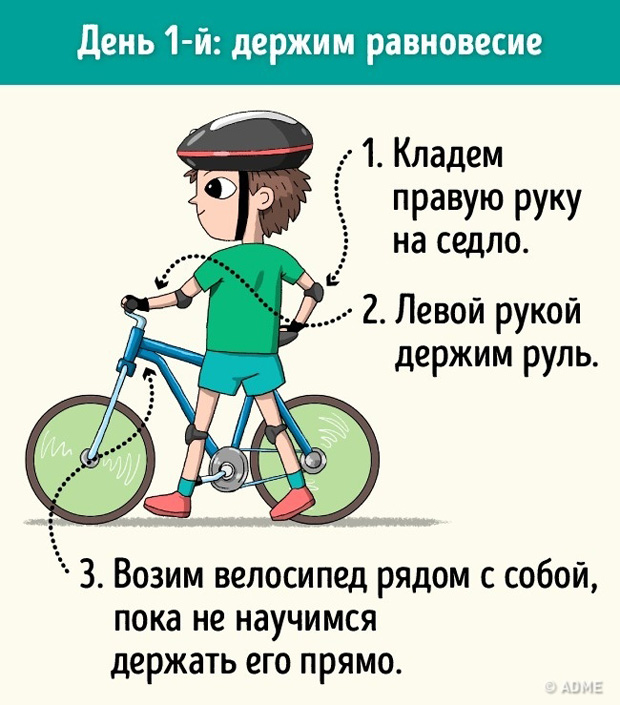 День 1-й: держим равновесие
1. Кладем
правую руку
на седло.
2. Левой рукой
держим руль.
3. Возим велосипед рядом с собой,
пока не научимся
держать его прямо.
© ADME